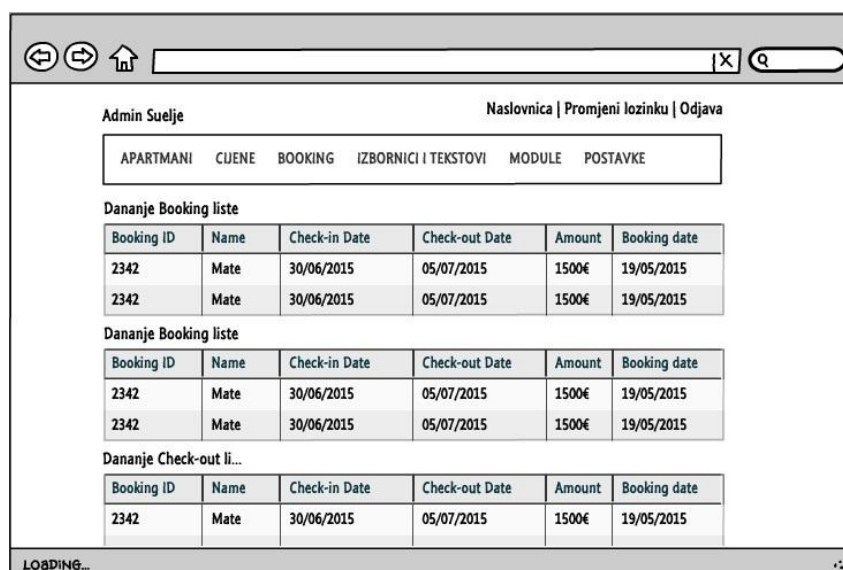 Naslovnica | Promjeni lozinku | Odjava
Admin Suelje
APARTMANI CIJENE BOOKING IZBORNICI I TEKSTOVI MODULE POSTAVKE
Dananje Booking liste
Booking ID Name Check-in Date Check-out Date Amount Booking date
2342 Mate 30/06/2015 05/07/2015 1500€ 19/05/2015
2342 Mate 30/06/2015 05/07/2015 1500€ 19/05/2015
Dananje Booking liste
Booking ID Name Check-in Date Check-out Date Amount Booking date
2342 Mate 30/06/2015 05/07/2015 1500€ 19/05/2015
2342 Mate 30/06/2015 05/07/2015 1500€ 19/05/2015
Dananje Check-out li...
Booking ID Name Check-in Date Check-out Date Amount Booking date
2342 Mate 30/06/2015 05/07/2015 1500€ 19/05/2015
LOADING...